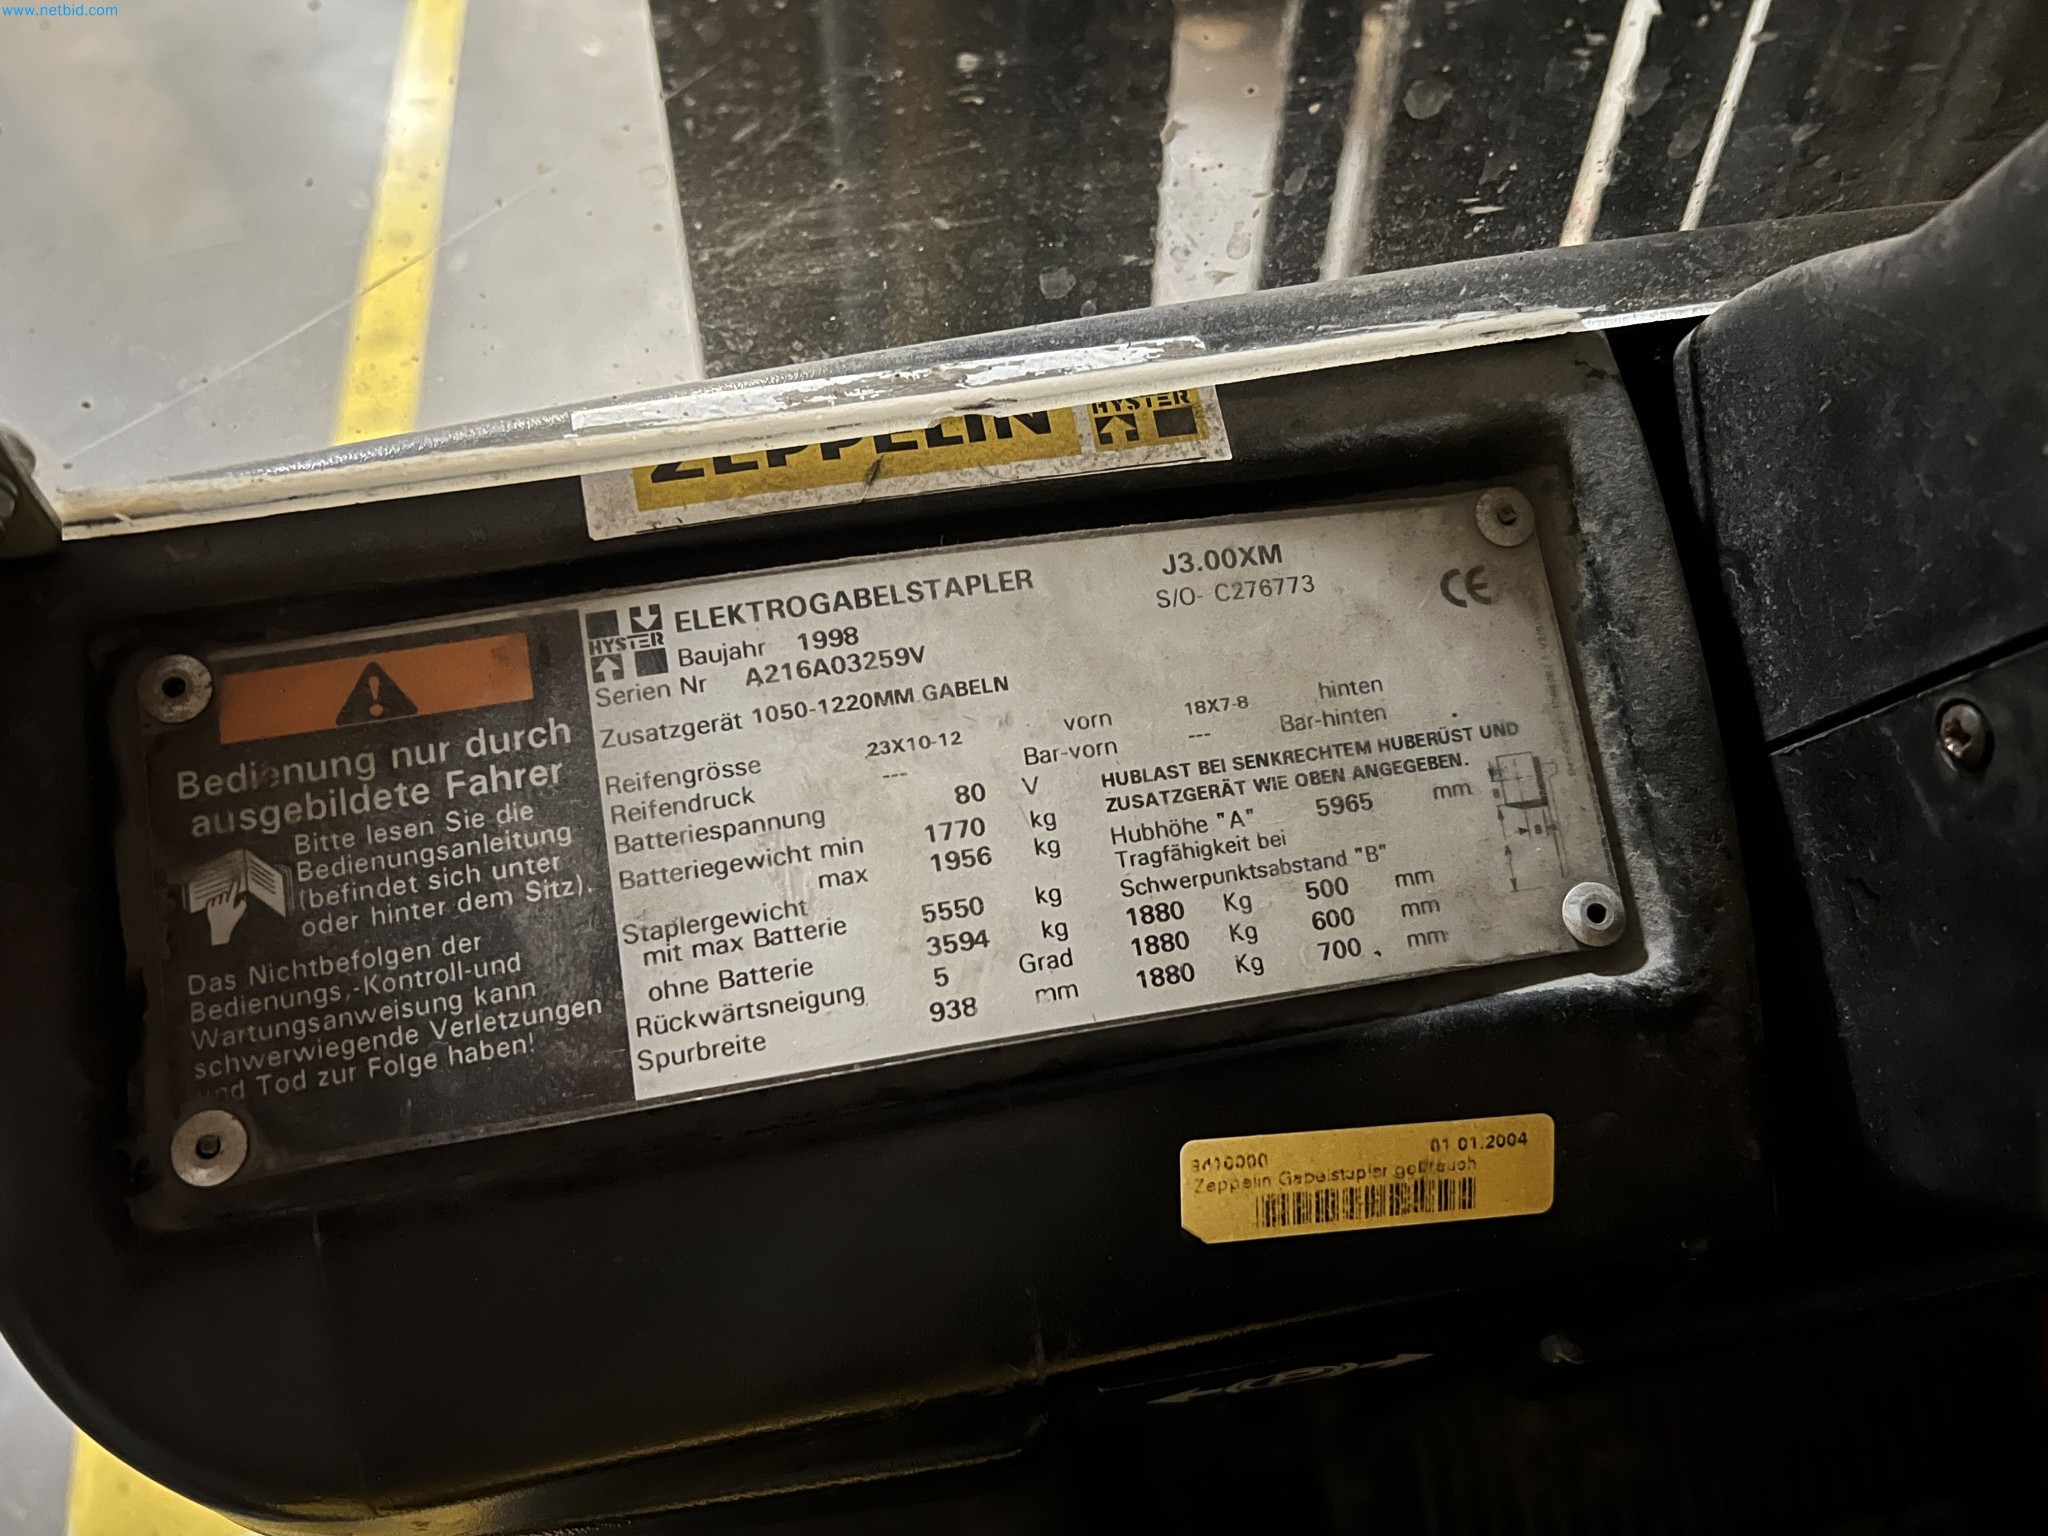 www.netbid.com
ZEPPELIN HYSTER
Bedienung nur durch
ausgebildete Fahrer
Bitte lesen Sie die
Bedienungsanleitung
(befindet sich unter
oder hinter dem Sitz).
Das Nichtbefolgen der
Bedienungs,-Kontroll-und
Wartungsanweisung kann
schwerwiegende Verletzungen
und Tod zur Folge haben!
HYSTER
ELEKTROGABELSTAPLER J3.00XM
Baujahr 1998 S/O- C276773
CE
Serien Nr A216A03259V
Zusatzgerät 1050-1220MM GABELN
Reifengrösse 23X10-12 vorn 18X7-8 hinten
Reifendruck --- Bar-vorn --- Bar-hinten
Batteriespannung 80 V
Batteriegewicht min 1770 kg
max 1956 kg
Staplergewicht
mit max Batterie 5550 kg
ohne Batterie 3594 kg
Rückwärtsneigung 5 Grad
Spurbreite 938 mm
HUBLAST BEI SENKRECHTEM HUBERÜST UND
ZUSATZGERÄT WIE OBEN ANGEGEBEN.
Hubhöhe "A" 5965 mm
Tragfähigkeit bei
Schwerpunktsabstand "B"
1880 Kg 500 mm
1880 Kg 600 mm
1880 Kg 700 mm
01.01.2004
Zeppelin Gabelstapler gebrauch